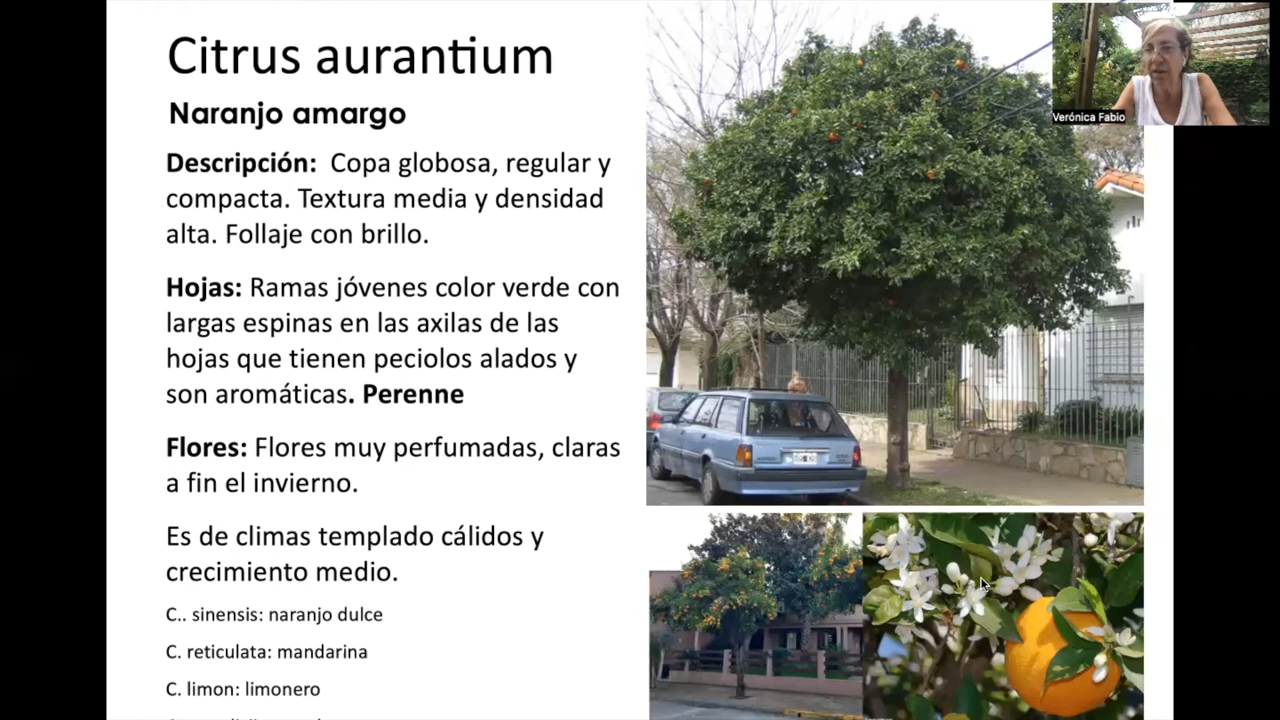 Citrus aurantium
Naranjo amargo
Descripción: Copa globosa, regular y
compacta. Textura media y densidad
alta. Follaje con brillo.
Hojas: Ramas jóvenes color verde con
largas espinas en las axilas de las
hojas que tienen peciolos alados y
son aromáticas. Perenne
Flores: Flores muy perfumadas, claras
a fin el invierno.
Es de climas templado cálidos y
crecimiento medio.
C.. sinensis: naranjo dulce
C. reticulata: mandarina
C. limon: limonero
Verónica Fabio